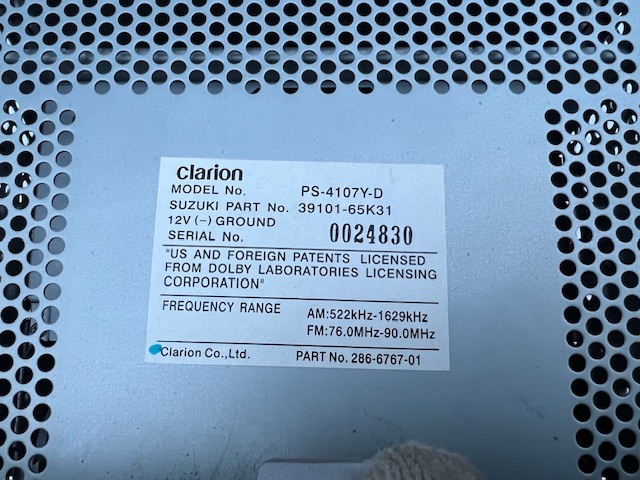 clarion
MODEL No. PS-4107Y-D
SUZUKI PART No. 39101-65K31
12V (-) GROUND
SERIAL No. 0024830
"US AND FOREIGN PATENTS LICENSED
FROM DOLBY LABORATORIES LICENSING
CORPORATION"
FREQUENCY RANGE AM:522kHz-1629kHz
FM:76.0MHz-90.0MHz
Clarion Co.,Ltd. PART No. 286-6767-01